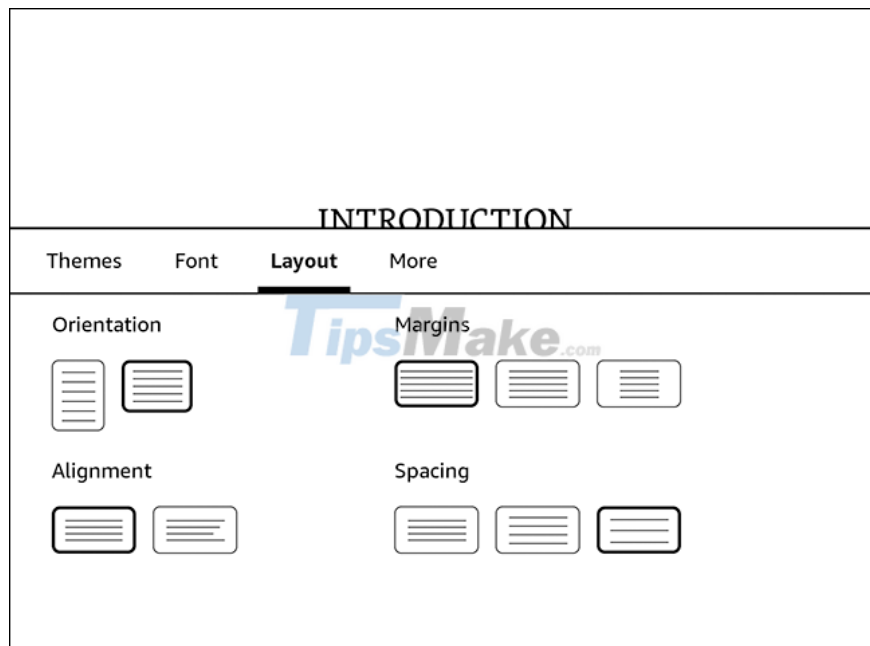 INTRODUCTION
Themes Font Layout More
TipsMake.com
Orientation Margins
Alignment Spacing